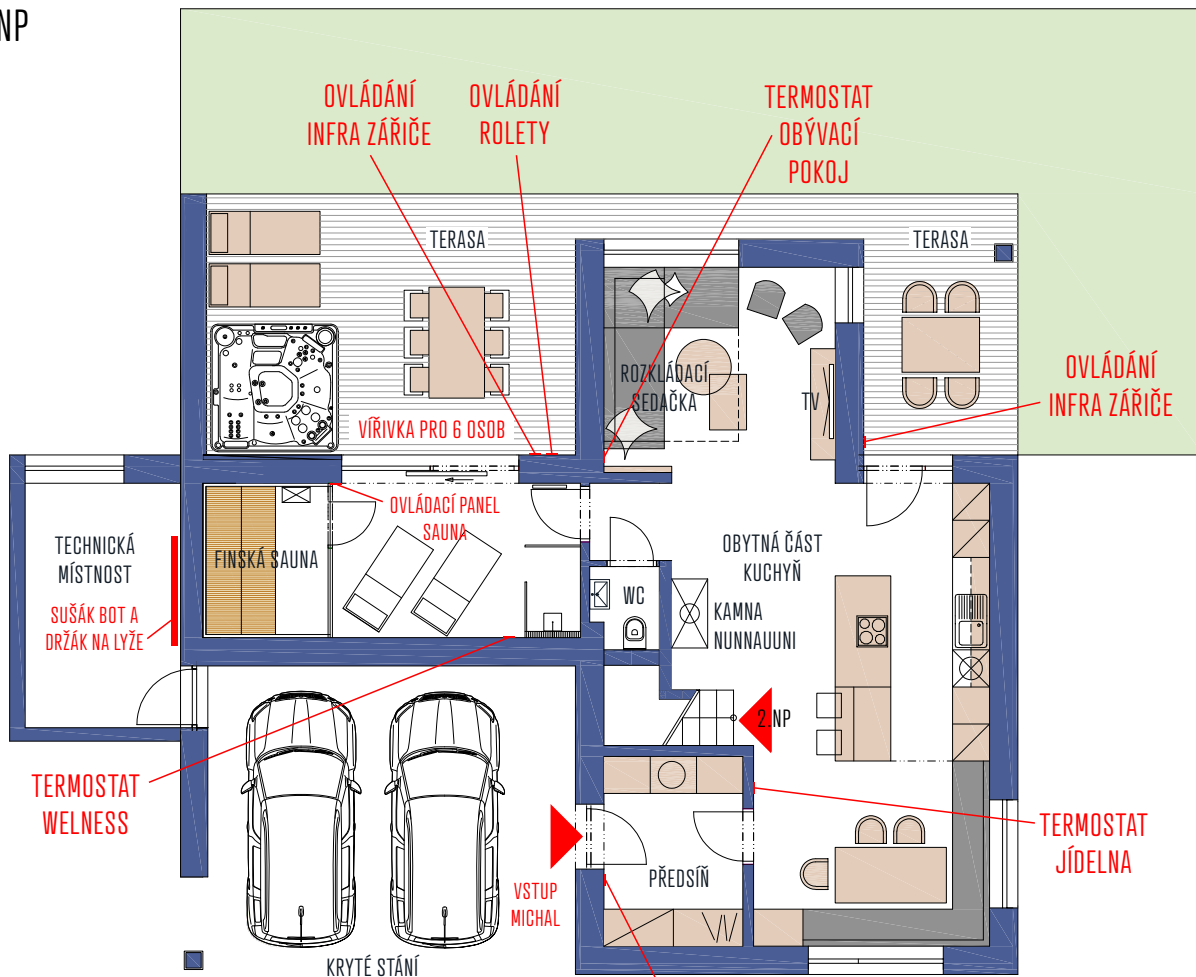 NP
OVLÁDÁNÍ
INFRA ZÁŘIČE
OVLÁDÁNÍ
ROLETY
TERMOSTAT
OBÝVACÍ
POKOJ
TERASA
TERASA
ROZKLÁDACÍ
SEDAČKA
TV
OVLÁDÁNÍ
INFRA ZÁŘIČE
VÍŘIVKA PRO 6 OSOB
OVLÁDACÍ PANEL
SAUNA
TECHNICKÁ
MÍSTNOST
FINSKÁ SAUNA
OBYTNÁ ČÁST
KUCHYŇ
SUŠÁK BOT A
DRŽÁK NA LYŽE
WC
KAMNA
NUNNAUUNI
2.NP
TERMOSTAT
WELNESS
TERMOSTAT
JÍDELNA
PŘEDSÍŇ
VSTUP
MICHAL
KRYTÉ STÁNÍ